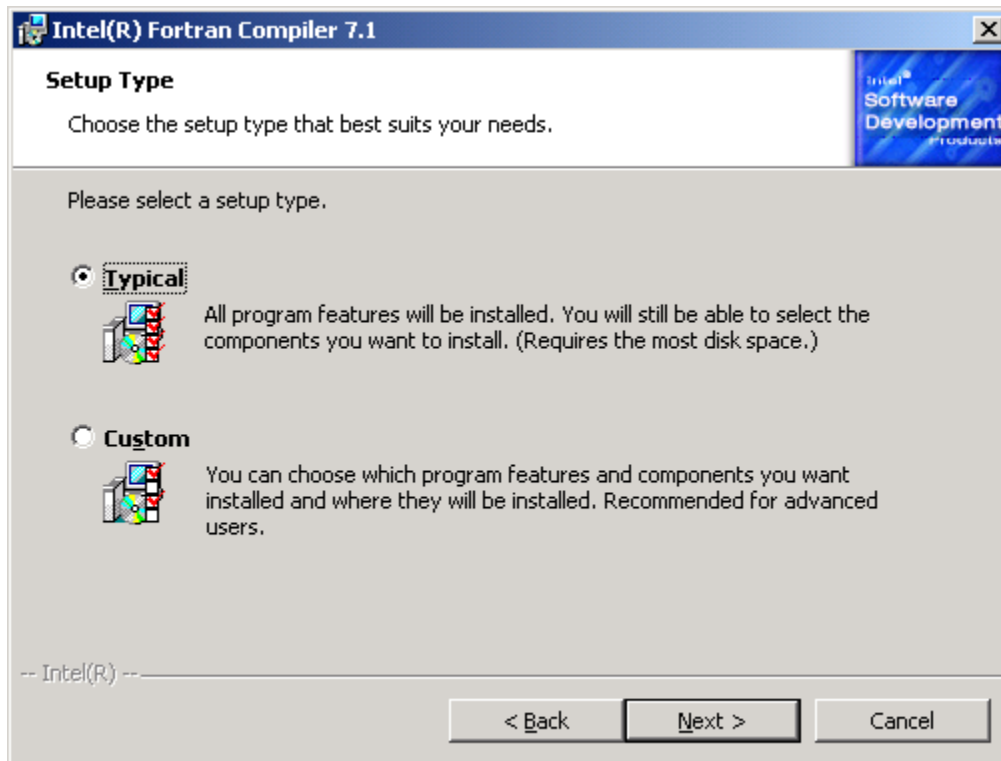 Intel(R) Fortran Compiler 7.1
Setup Type
Choose the setup type that best suits your needs.
intel®
Software
Development
Products
Please select a setup type.
Typical
All program features will be installed. You will still be able to select the
components you want to install. (Requires the most disk space.)
Custom
You can choose which program features and components you want
installed and where they will be installed. Recommended for advanced
users.
-- Intel(R) --
< Back
Next >
Cancel